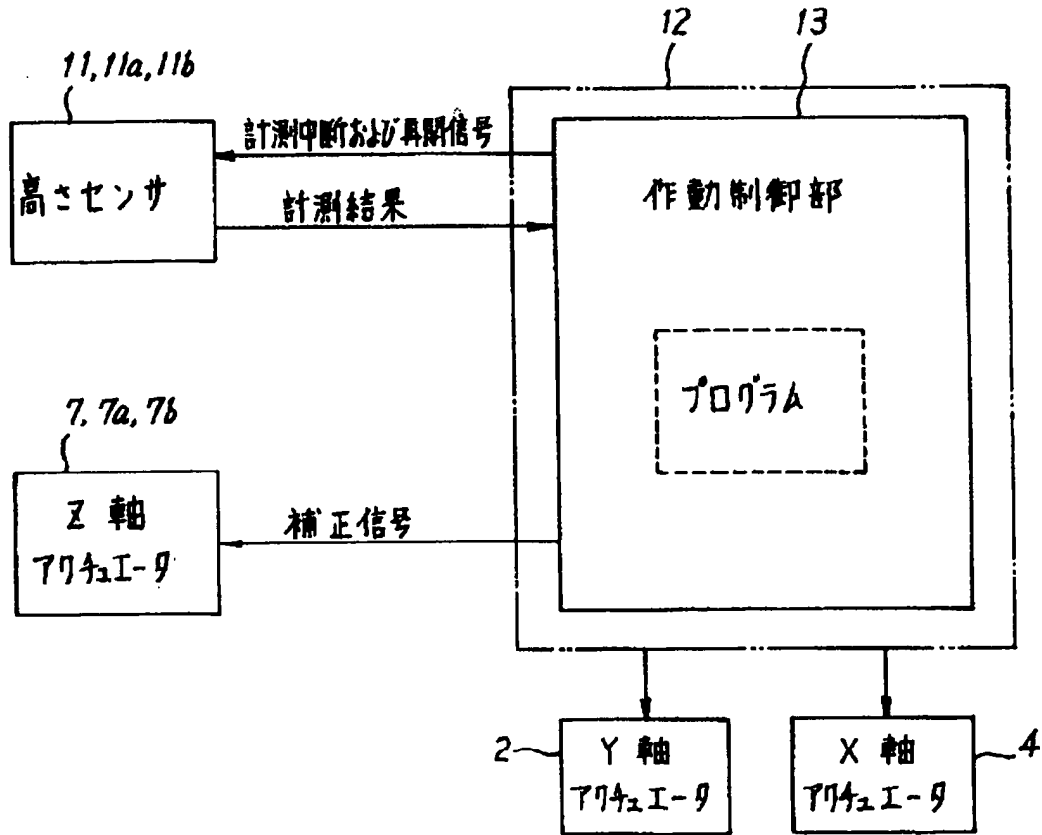 12
13
11, 11a, 11b
計測中断および再開信号
高さセンサ
計測結果
作動制御部
プログラム
7, 7a, 7b
Z 軸
アクチュエータ
補正信号
2
Y 軸
アクチュエータ
X 軸
アクチュエータ
4